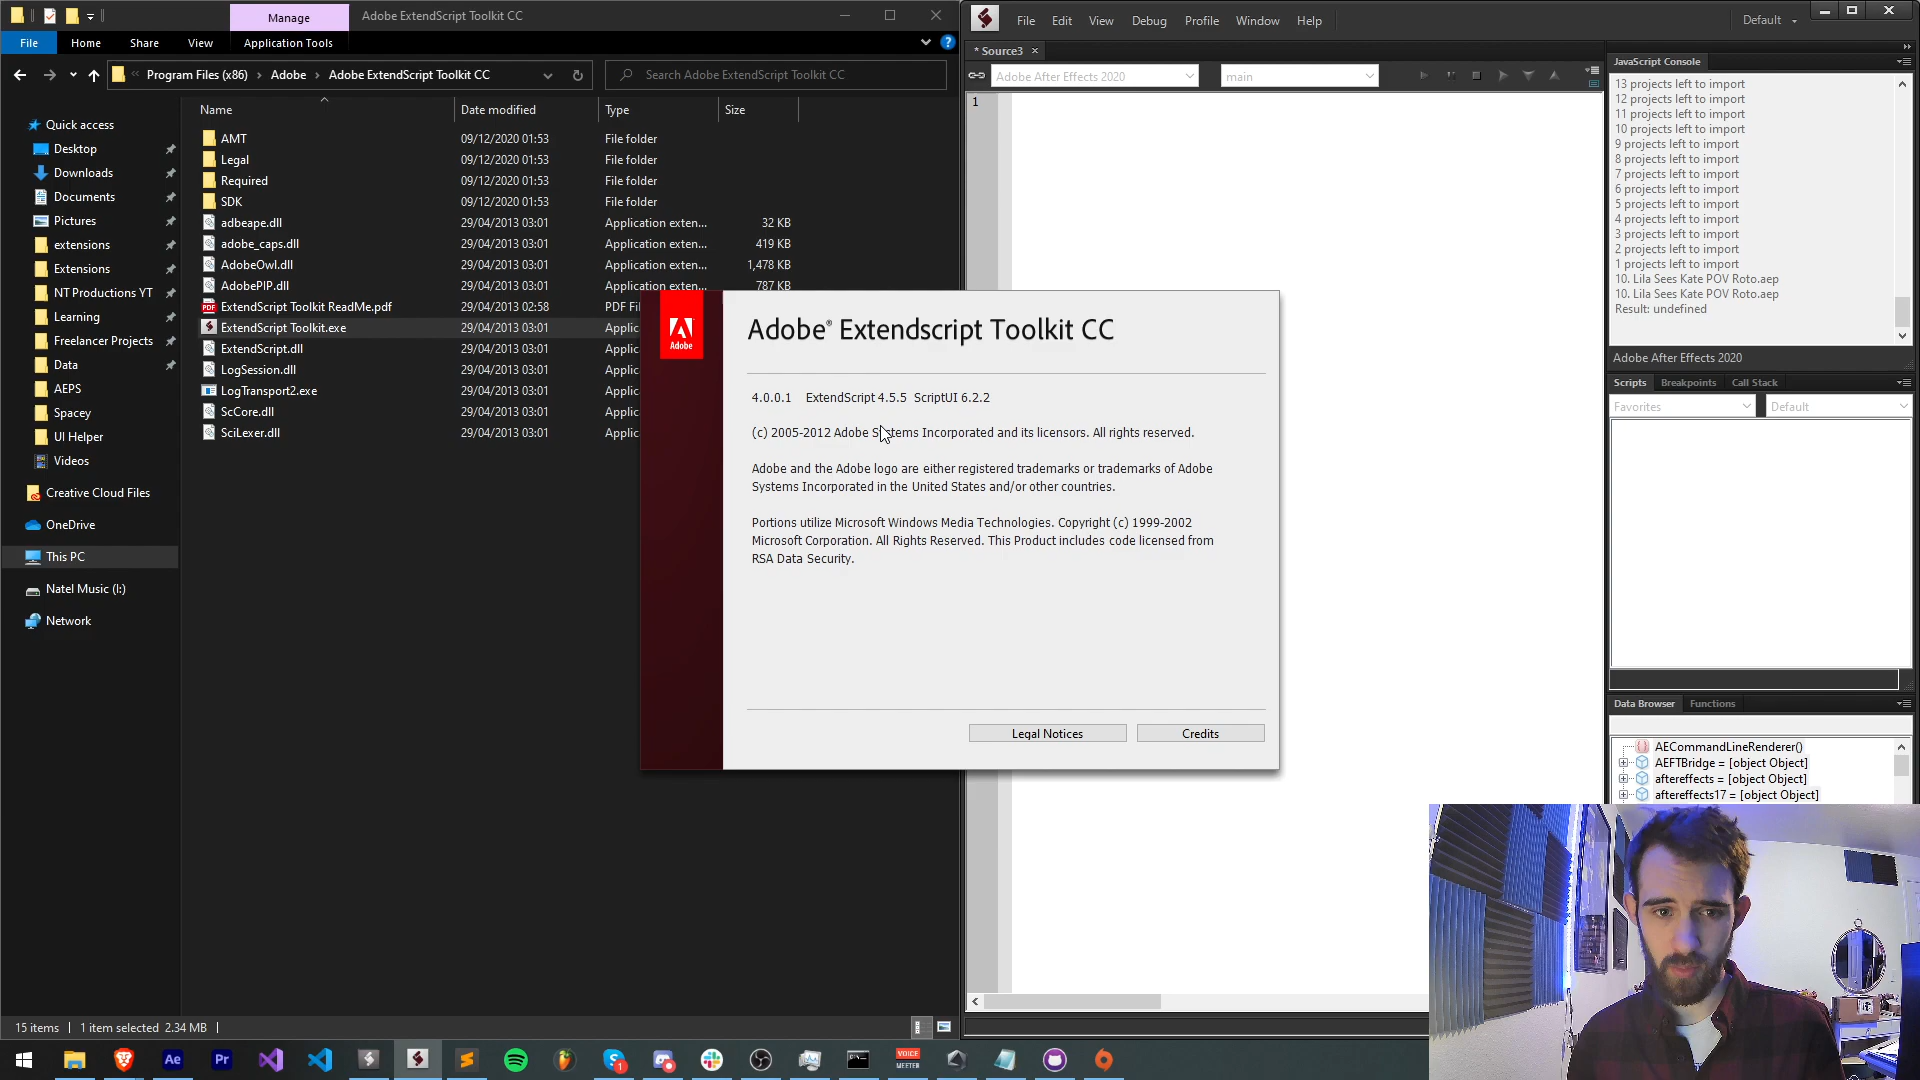 Manage
Adobe ExtendScript Toolkit CC
File
Home
Share
View
Application Tools
Program Files (x86)
Adobe
Adobe ExtendScript Toolkit CC
Search Adobe ExtendScript Toolkit CC
Name
Date modified
Type
Size
Quick access
Desktop
Downloads
Documents
Pictures
extensions
Extensions
NT Productions YT
Learning
Freelancer Projects
Data
AEPS
Spacey
UI Helper
Videos
Creative Cloud Files
OneDrive
This PC
Natel Music (I:)
Network
AMT 09/12/2020 01:53 File folder
Legal 09/12/2020 01:53 File folder
Required 09/12/2020 01:53 File folder
SDK 09/12/2020 01:53 File folder
adbeape.dll 29/04/2013 03:01 Application exten... 32 KB
adobe_caps.dll 29/04/2013 03:01 Application exten... 419 KB
AdobeOwl.dll 29/04/2013 03:01 Application exten... 1,478 KB
AdobePIP.dll 29/04/2013 03:01 Application exten... 787 KB
ExtendScript Toolkit ReadMe.pdf 29/04/2013 02:58 PDF Fi
ExtendScript Toolkit.exe 29/04/2013 03:01 Applic
ExtendScript.dll 29/04/2013 03:01 Applic
LogSession.dll 29/04/2013 03:01 Applic
LogTransport2.exe 29/04/2013 03:01 Applic
ScCore.dll 29/04/2013 03:01 Applic
SciLexer.dll 29/04/2013 03:01 Applic
15 items
1 item selected 2.34 MB
Adobe
Adobe® Extendscript Toolkit CC
4.0.0.1 ExtendScript 4.5.5 ScriptUI 6.2.2
(c) 2005-2012 Adobe Systems Incorporated and its licensors. All rights reserved.
Adobe and the Adobe logo are either registered trademarks or trademarks of Adobe
Systems Incorporated in the United States and/or other countries.
Portions utilize Microsoft Windows Media Technologies. Copyright (c) 1999-2002
Microsoft Corporation. All Rights Reserved. This Product includes code licensed from
RSA Data Security.
Legal Notices
Credits
File
Edit
View
Debug
Profile
Window
Help
Default
* Source3
Adobe After Effects 2020
main
1
JavaScript Console
13 projects left to import
12 projects left to import
11 projects left to import
10 projects left to import
9 projects left to import
8 projects left to import
7 projects left to import
6 projects left to import
5 projects left to import
4 projects left to import
3 projects left to import
2 projects left to import
1 projects left to import
10. Lila Sees Kate POV Roto.aep
10. Lila Sees Kate POV Roto.aep
Result: undefined
Adobe After Effects 2020
Scripts
Breakpoints
Call Stack
Favorites
Default
Data Browser
Functions
AECommandLineRenderer()
AEFTBridge = [object Object]
aftereffects = [object Object]
aftereffects17 = [object Object]
Ae
Pr
1
VOICE
MEETER